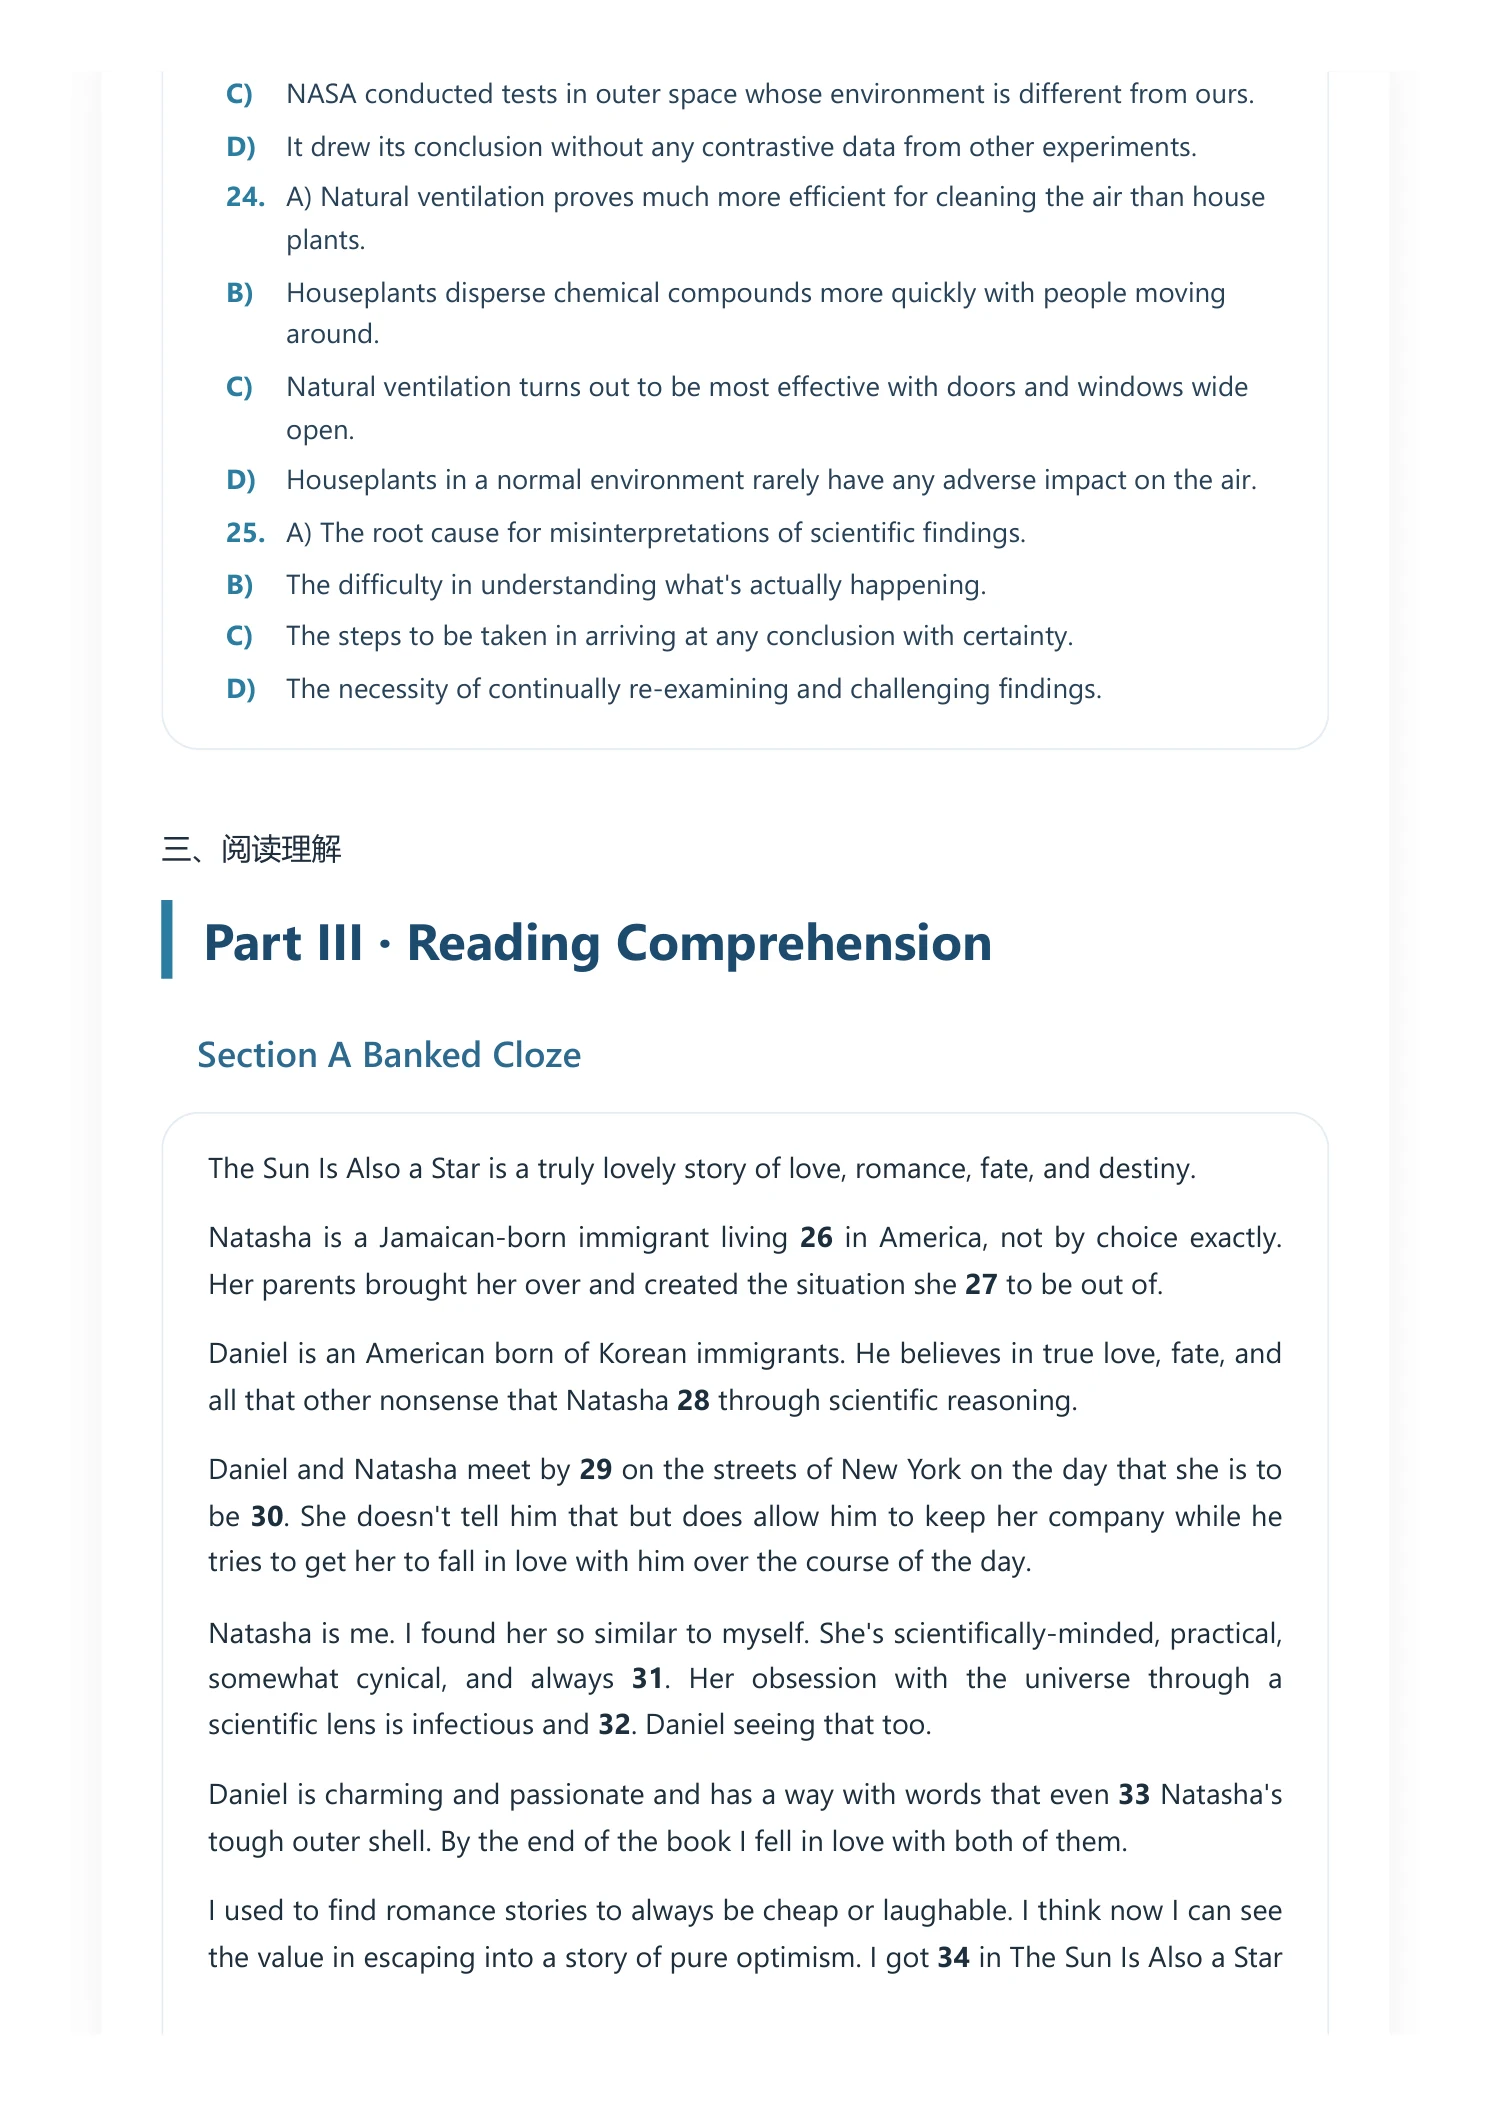 C) NASA conducted tests in outer space whose environment is different from ours.
D) It drew its conclusion without any contrastive data from other experiments.
24. A) Natural ventilation proves much more efficient for cleaning the air than house
plants.
B) Houseplants disperse chemical compounds more quickly with people moving
around.
C) Natural ventilation turns out to be most effective with doors and windows wide
open.
D) Houseplants in a normal environment rarely have any adverse impact on the air.
25. A) The root cause for misinterpretations of scientific findings.
B) The difficulty in understanding what's actually happening.
C) The steps to be taken in arriving at any conclusion with certainty.
D) The necessity of continually re-examining and challenging findings.
三、阅读理解
Part III · Reading Comprehension
Section A Banked Cloze
The Sun Is Also a Star is a truly lovely story of love, romance, fate, and destiny.
Natasha is a Jamaican-born immigrant living 26 in America, not by choice exactly.
Her parents brought her over and created the situation she 27 to be out of.
Daniel is an American born of Korean immigrants. He believes in true love, fate, and
all that other nonsense that Natasha 28 through scientific reasoning.
Daniel and Natasha meet by 29 on the streets of New York on the day that she is to
be 30. She doesn't tell him that but does allow him to keep her company while he
tries to get her to fall in love with him over the course of the day.
Natasha is me. I found her so similar to myself. She's scientifically-minded, practical,
somewhat cynical, and always 31. Her obsession with the universe through a
scientific lens is infectious and 32. Daniel seeing that too.
Daniel is charming and passionate and has a way with words that even 33 Natasha's
tough outer shell. By the end of the book I fell in love with both of them.
I used to find romance stories to always be cheap or laughable. I think now I can see
the value in escaping into a story of pure optimism. I got 34 in The Sun Is Also a Star